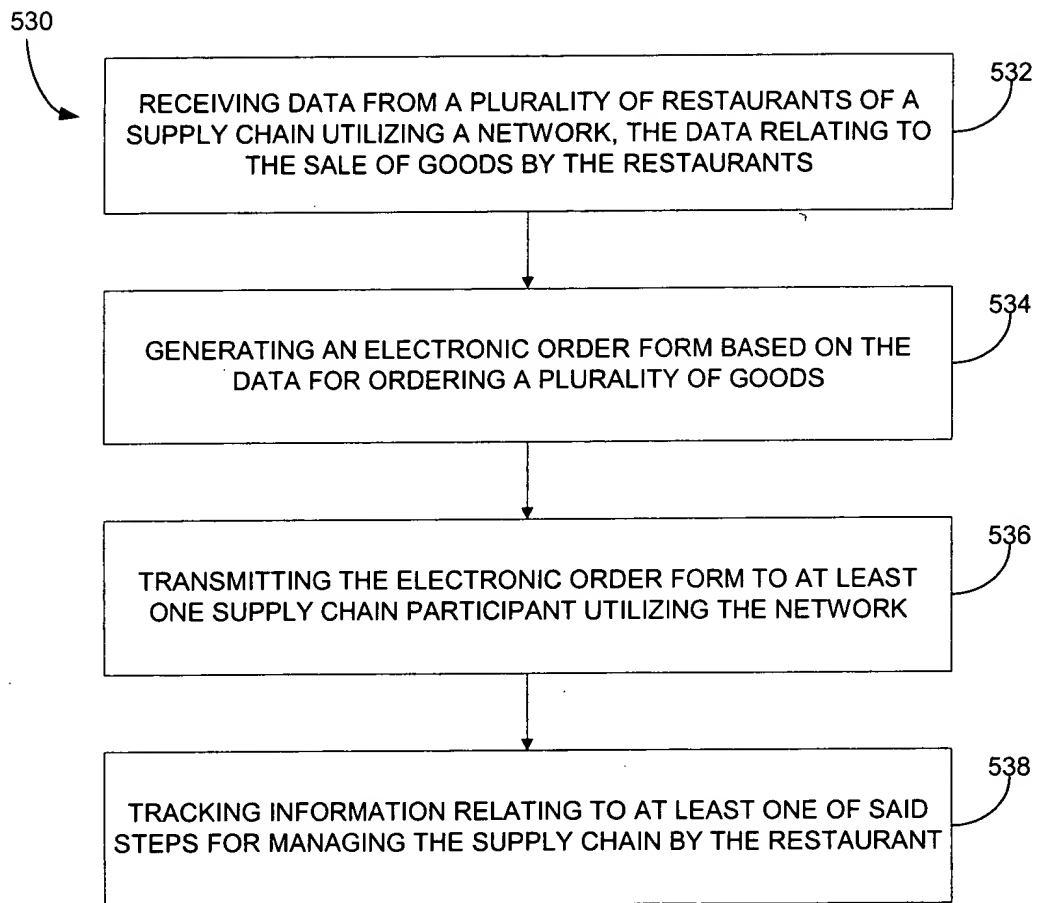 530
532
RECEIVING DATA FROM A PLURALITY OF RESTAURANTS OF A
SUPPLY CHAIN UTILIZING A NETWORK, THE DATA RELATING TO
THE SALE OF GOODS BY THE RESTAURANTS
534
GENERATING AN ELECTRONIC ORDER FORM BASED ON THE
DATA FOR ORDERING A PLURALITY OF GOODS
536
TRANSMITTING THE ELECTRONIC ORDER FORM TO AT LEAST
ONE SUPPLY CHAIN PARTICIPANT UTILIZING THE NETWORK
538
TRACKING INFORMATION RELATING TO AT LEAST ONE OF SAID
STEPS FOR MANAGING THE SUPPLY CHAIN BY THE RESTAURANT